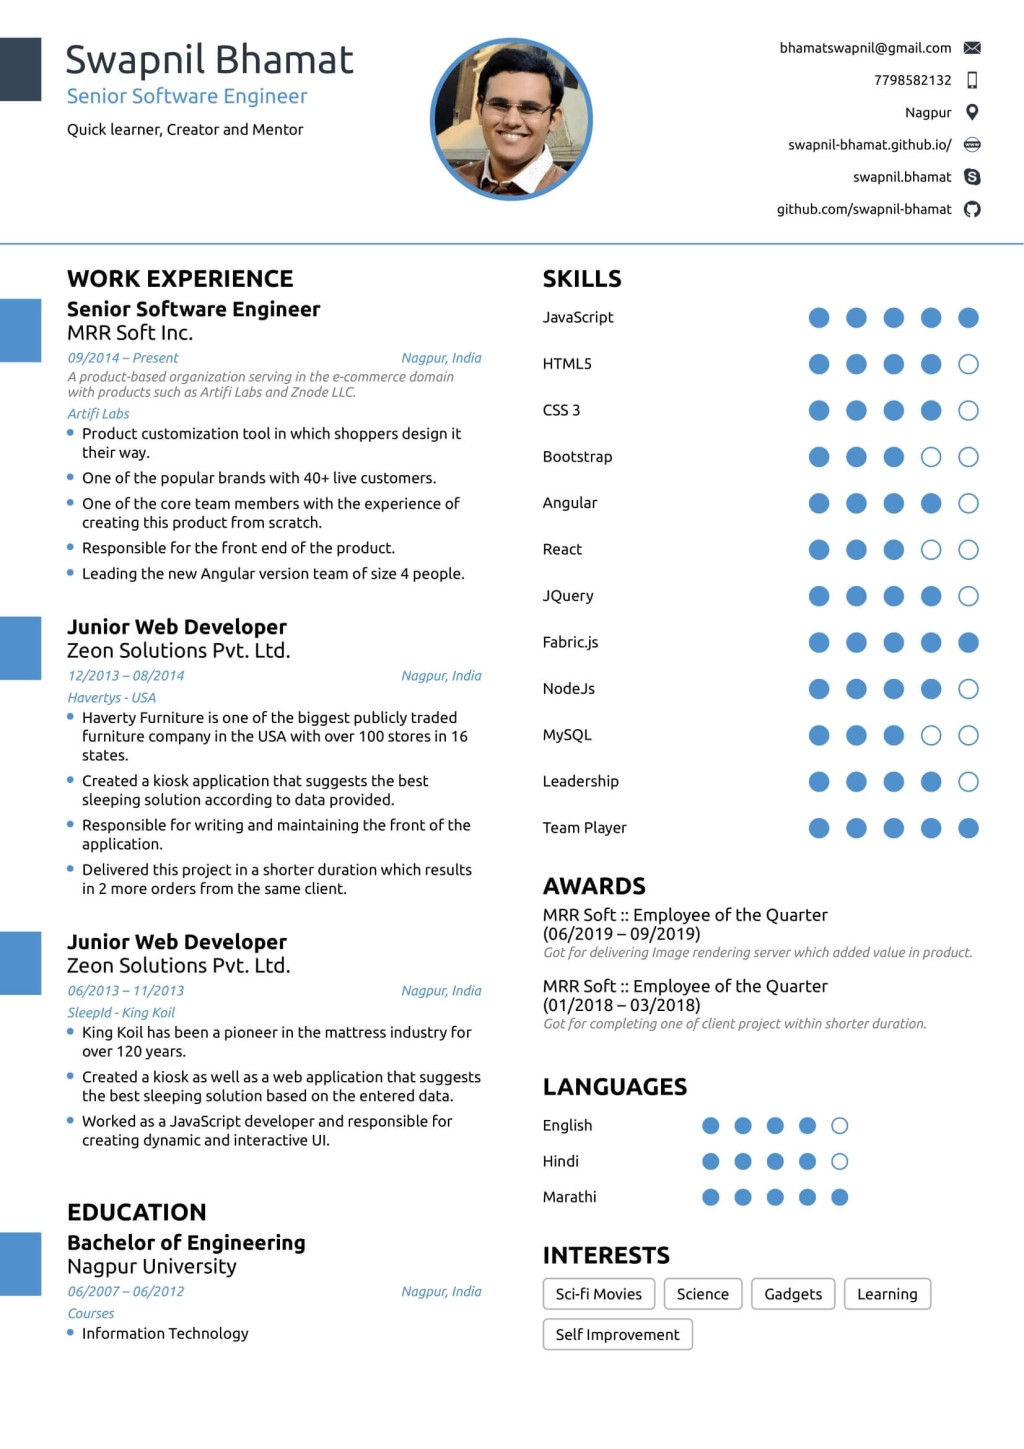 Swapnil Bhamat
Senior Software Engineer
Quick learner, Creator and Mentor
bhamatswapnil@gmail.com
7798582132
Nagpur
swapnil-bhamat.github.io/
swapnil.bhamat
github.com/swapnil-bhamat
WORK EXPERIENCE
Senior Software Engineer
MRR Soft Inc.
09/2014 – Present Nagpur, India
A product-based organization serving in the e-commerce domain
with products such as Artifi Labs and Znode LLC.
Artifi Labs
Product customization tool in which shoppers design it
their way.
One of the popular brands with 40+ live customers.
One of the core team members with the experience of
creating this product from scratch.
Responsible for the front end of the product.
Leading the new Angular version team of size 4 people.
Junior Web Developer
Zeon Solutions Pvt. Ltd.
12/2013 – 08/2014 Nagpur, India
Havertys - USA
Haverty Furniture is one of the biggest publicly traded
furniture company in the USA with over 100 stores in 16
states.
Created a kiosk application that suggests the best
sleeping solution according to data provided.
Responsible for writing and maintaining the front of the
application.
Delivered this project in a shorter duration which results
in 2 more orders from the same client.
Junior Web Developer
Zeon Solutions Pvt. Ltd.
06/2013 – 11/2013 Nagpur, India
SleepId - King Koil
King Koil has been a pioneer in the mattress industry for
over 120 years.
Created a kiosk as well as a web application that suggests
the best sleeping solution based on the entered data.
Worked as a JavaScript developer and responsible for
creating dynamic and interactive UI.
EDUCATION
Bachelor of Engineering
Nagpur University
06/2007 – 06/2012 Nagpur, India
Courses
Information Technology
SKILLS
JavaScript
HTML5
CSS 3
Bootstrap
Angular
React
JQuery
Fabric.js
NodeJs
MySQL
Leadership
Team Player
AWARDS
MRR Soft :: Employee of the Quarter
(06/2019 – 09/2019)
Got for delivering Image rendering server which added value in product.
MRR Soft :: Employee of the Quarter
(01/2018 – 03/2018)
Got for completing one of client project within shorter duration.
LANGUAGES
English
Hindi
Marathi
INTERESTS
Sci-fi Movies Science Gadgets Learning
Self Improvement